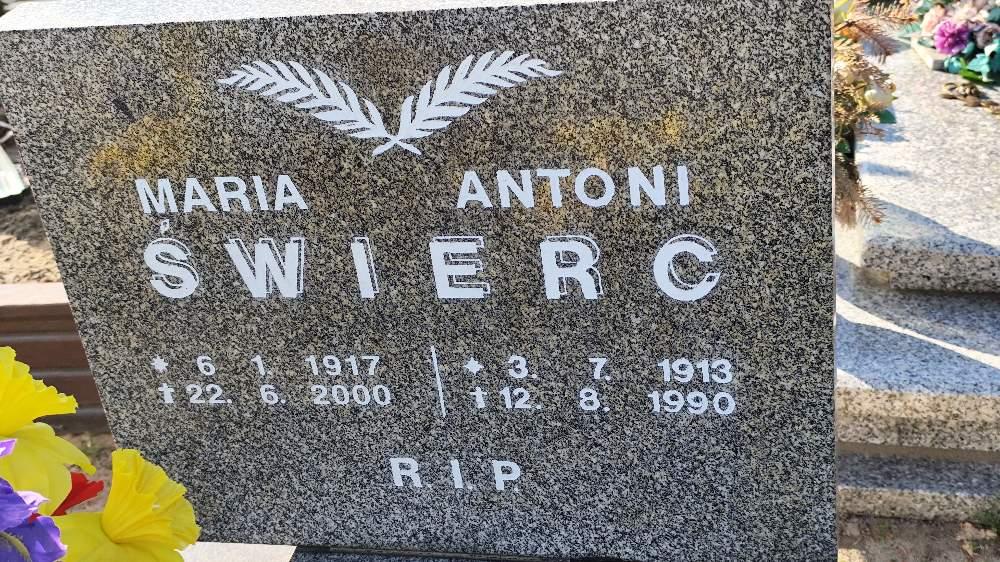 MARIA ANTONI
ŚWIERC
* 6 1. 1917 * 3. 7. 1913
† 22. 6. 2000 † 12. 8. 1990
R. I. P.